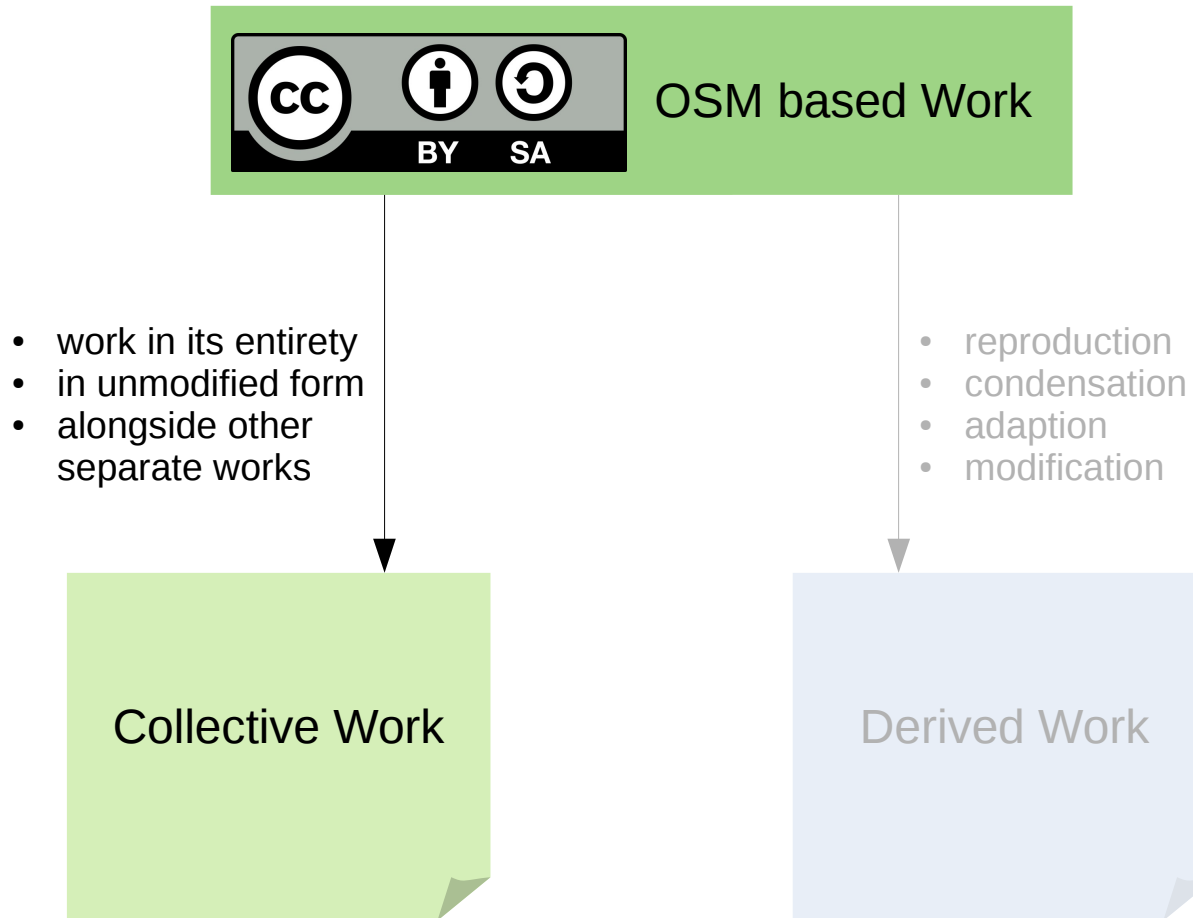 CC
BY SA
OSM based Work
• work in its entirety
• in unmodified form
• alongside other
separate works
• reproduction
• condensation
• adaption
• modification
Collective Work
Derived Work